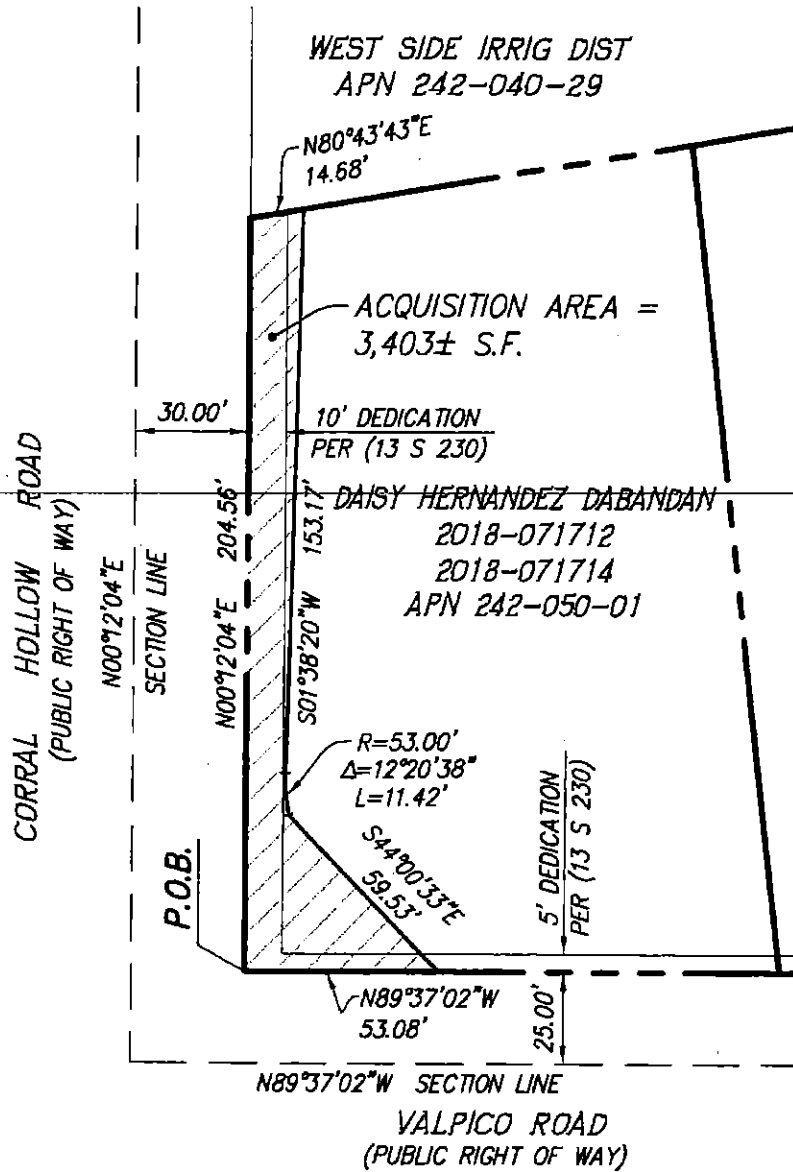 WEST SIDE IRRIG DIST
APN 242-040-29
N80°43'43"E
14.68'
ACQUISITION AREA =
3,403± S.F.
30.00'
10' DEDICATION
PER (13 S 230)
CORRAL HOLLOW ROAD
(PUBLIC RIGHT OF WAY)
N00°12'04"E
SECTION LINE
N00°12'04"E 204.56'
S01°38'20"W 153.17'
DAISY HERNANDEZ DABANDAN
2018-071712
2018-071714
APN 242-050-01
R=53.00'
Δ=12°20'38"
L=11.42'
S44°00'33"E
59.53'
5' DEDICATION
PER (13 S 230)
P.O.B.
N89°37'02"W
53.08'
25.00'
N89°37'02"W SECTION LINE
VALPICO ROAD
(PUBLIC RIGHT OF WAY)